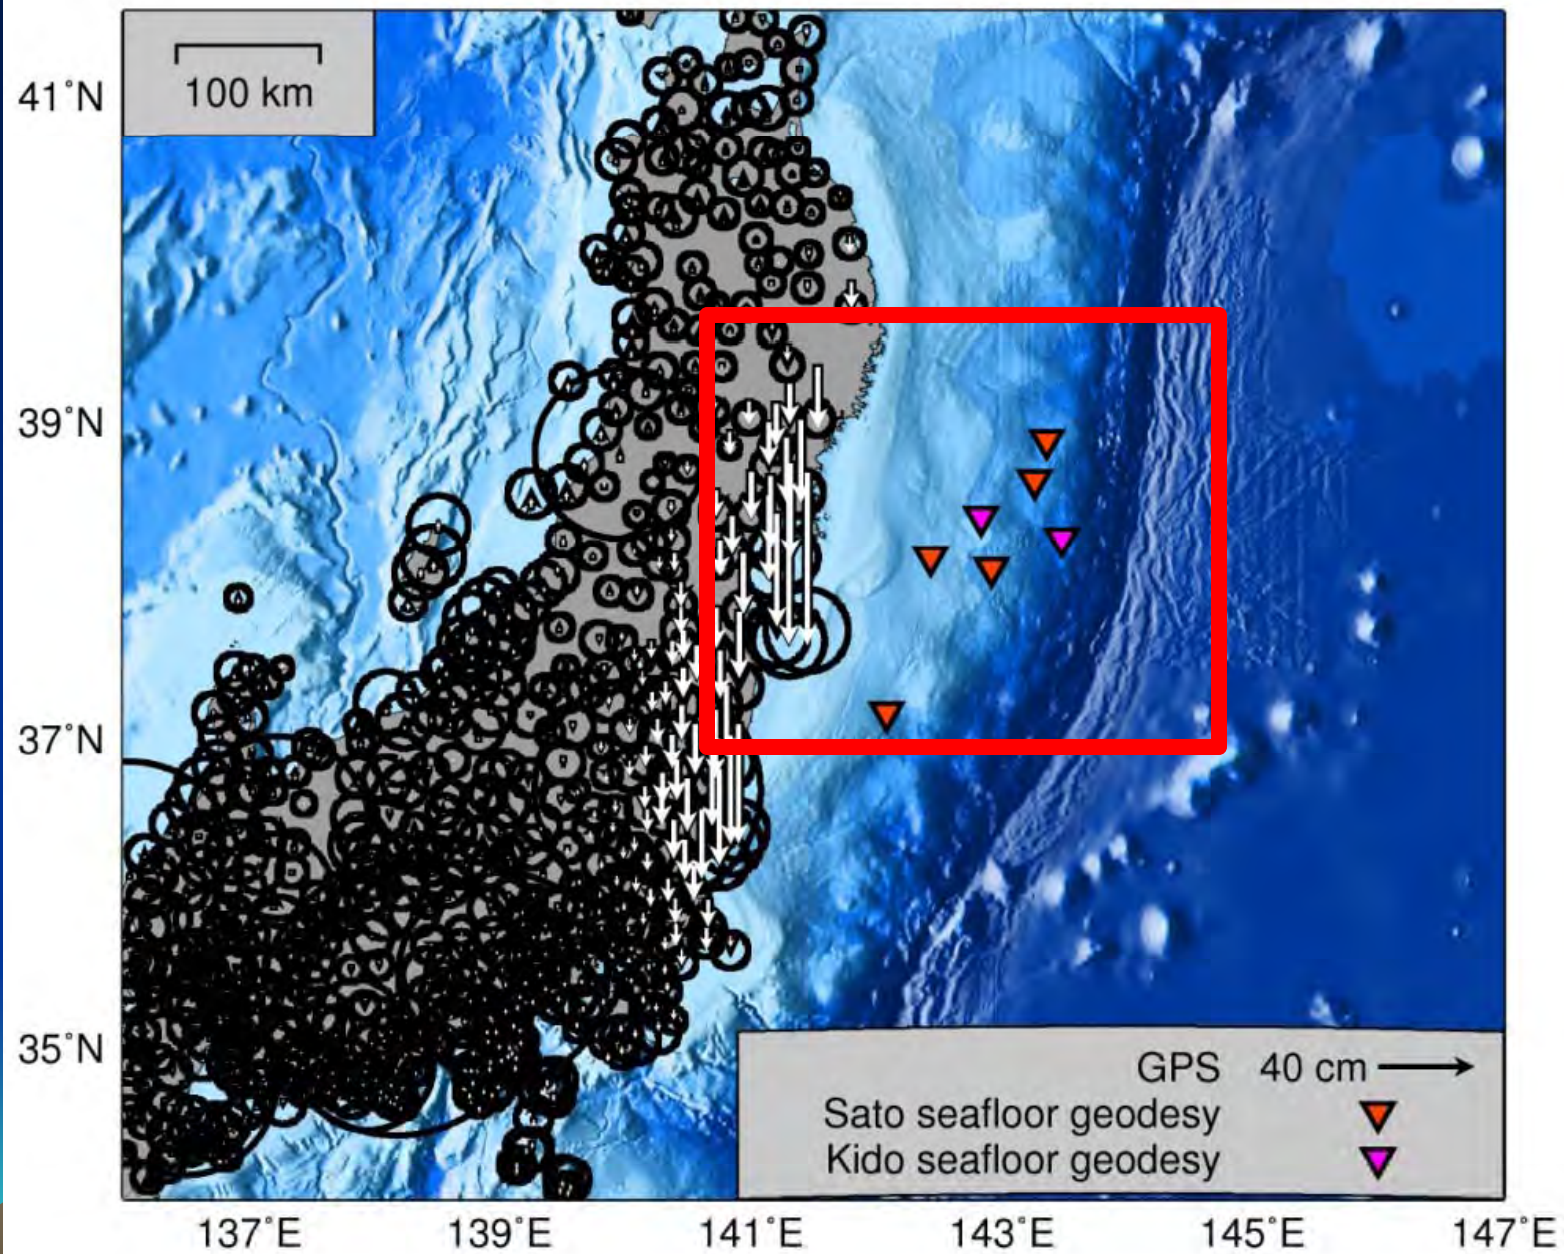 100 km
41°N
39°N
37°N
35°N
GPS 40 cm
Sato seafloor geodesy
Kido seafloor geodesy
137°E 139°E 141°E 143°E 145°E 147°E